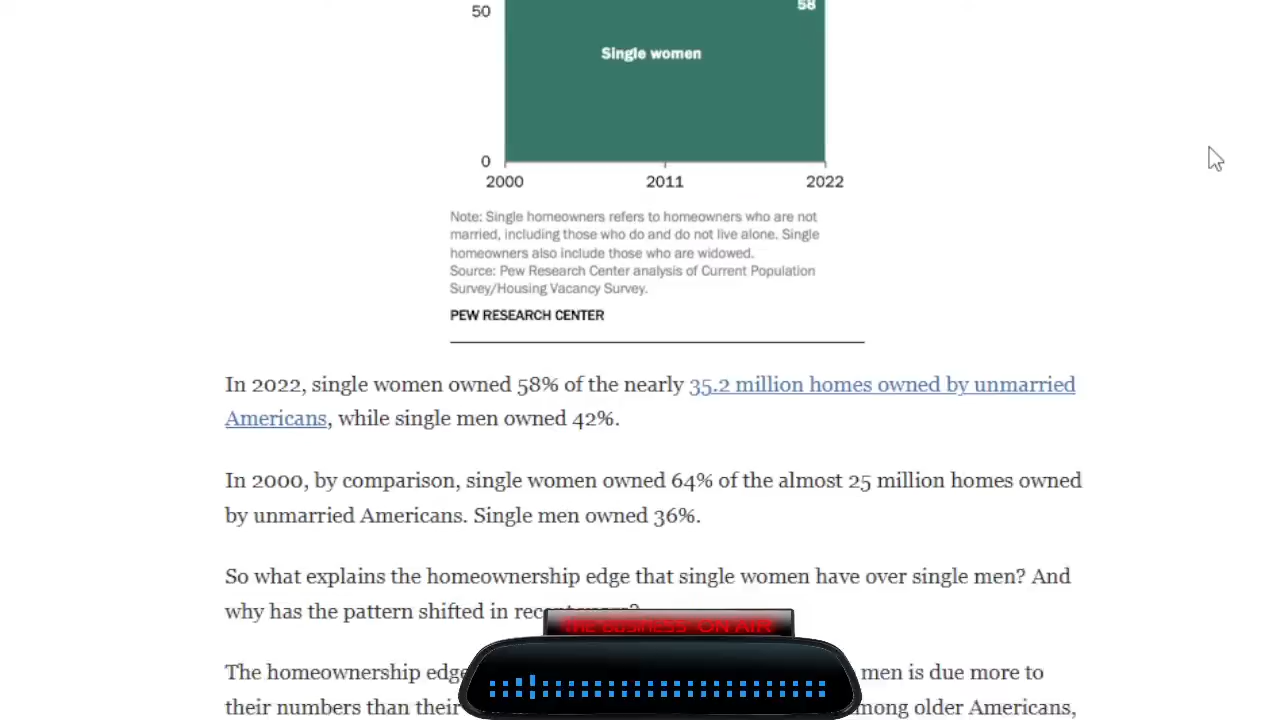 50
58
Single women
0
2000 2011 2022
Note: Single homeowners refers to homeowners who are not
married, including those who do and do not live alone. Single
homeowners also include those who are widowed.
Source: Pew Research Center analysis of Current Population
Survey/Housing Vacancy Survey.
PEW RESEARCH CENTER
In 2022, single women owned 58% of the nearly 35.2 million homes owned by unmarried
Americans, while single men owned 42%.
In 2000, by comparison, single women owned 64% of the almost 25 million homes owned
by unmarried Americans. Single men owned 36%.
So what explains the homeownership edge that single women have over single men? And
why has the pattern shifted in
THE BUSINESS ON AIR
The homeownership edge men is due more to
their numbers than their among older Americans,